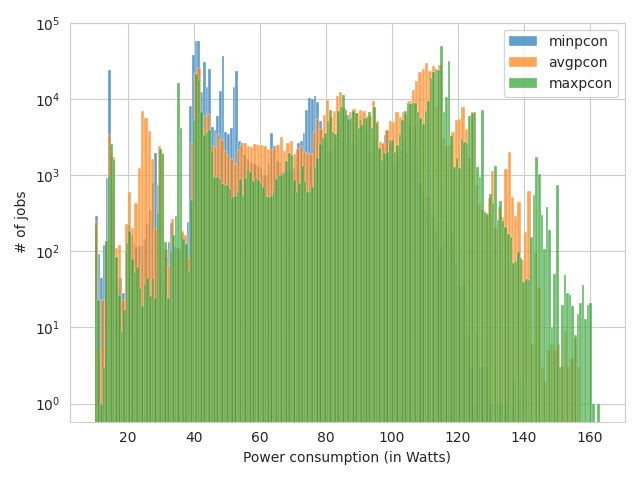 10^5
10^4
10^3
10^2
10^1
10^0
# of jobs
minpcon
avgpcon
maxpcon
20 40 60 80 100 120 140 160
Power consumption (in Watts)